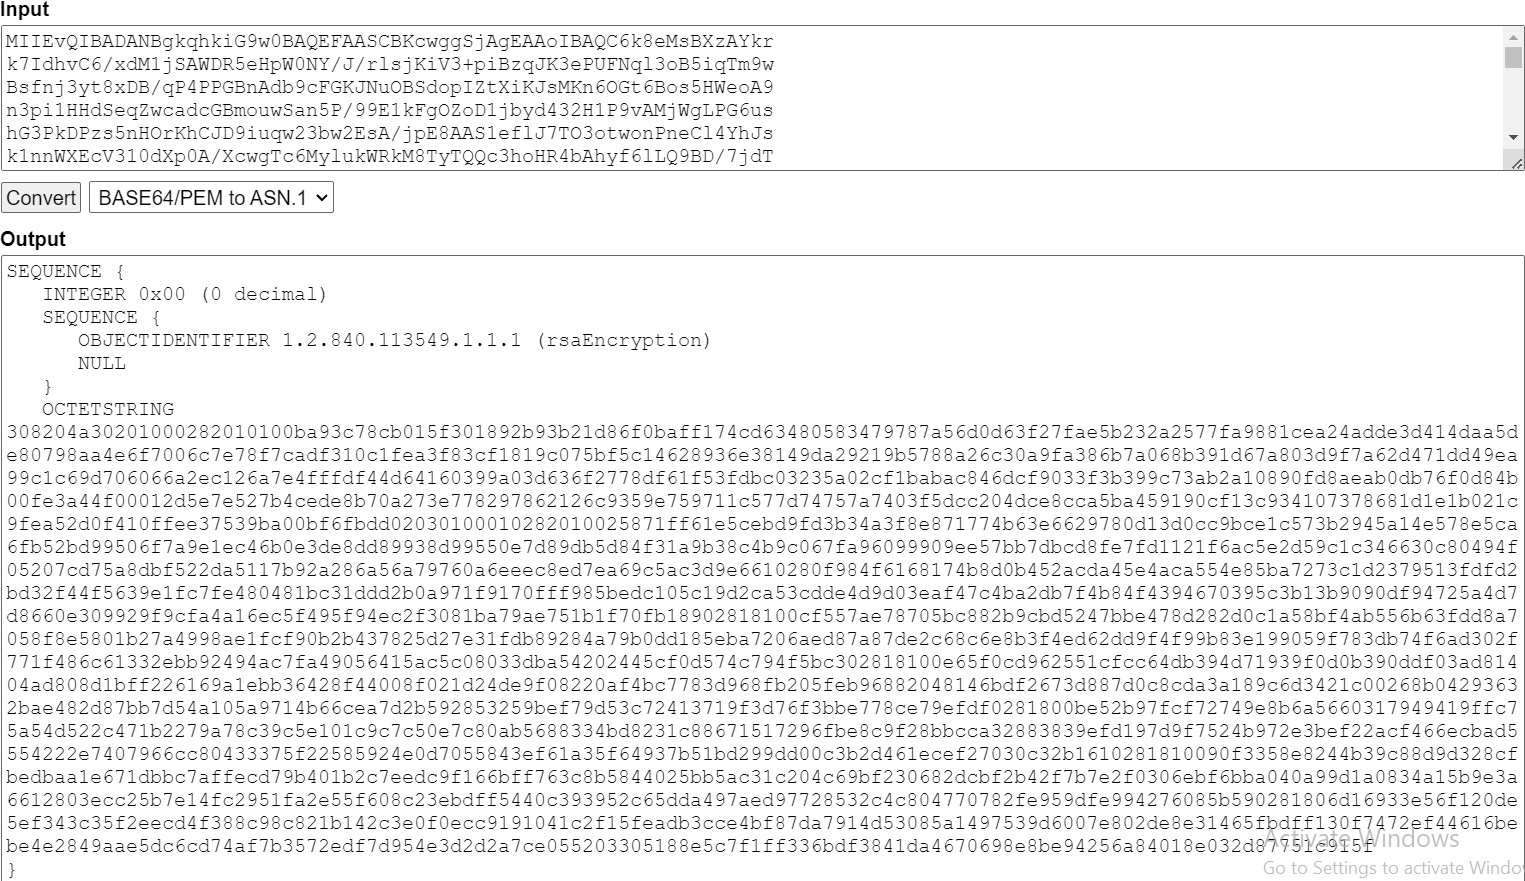 Input
MIIEvQIBADANBgkqhkiG9w0BAQEFAASCBKcwggSjAgEAAoIBAQC6k8eMsBXzAYkr
k7IdhvC6/xdM1jSAWDR5eHpW0NY/J/rlsjKiV3+piBzqJK3ePUFNql3oB5iqTm9w
Bsfnj3yt8xDB/qP4PPGBnAdb9cFGKJNuOBSdopIZtXiKJsMKn6OGt6Bos5HWeoA9
n3pi1HHdSeqZwcadcGBmouwSan5P/99E1kFgOZoD1jbyd432H1P9vAMjWgLPG6us
hG3PkDPzs5nHOrKhCJD9iuqw23bw2EsA/jpE8AAS1eflJ7TO3otwonPneCl4YhJs
k1nnWXEcV310dXp0A/XcwgTc6MylukWRkM8TyTQQc3hoHR4bAhyf6lLQ9BD/7jdT
Convert
BASE64/PEM to ASN.1
Output
SEQUENCE {
INTEGER 0x00 (0 decimal)
SEQUENCE {
OBJECTIDENTIFIER 1.2.840.113549.1.1.1 (rsaEncryption)
NULL
}
OCTETSTRING
308204a30201000282010100ba93c78cb015f301892b93b21d86f0baff174cd63480583479787a56d0d63f27fae5b232a2577fa9881cea24adde3d414daa5d
e80798aa4e6f7006c7e78f7cadf310c1fea3f83cf1819c075bf5c14628936e38149da29219b5788a26c30a9fa386b7a068b391d67a803d9f7a62d471dd49ea
99c1c69d706066a2ec126a7e4fffdf44d64160399a03d636f2778df61f53fdbc03235a02cf1babac846dcf9033f3b399c73ab2a10890fd8aeab0db76f0d84b
00fe3a44f00012d5e7e527b4cede8b70a273e778297862126c9359e759711c577d74757a7403f5dcc204dce8cca5ba459190cf13c934107378681d1e1b021c
9fea52d0f410ffee37539ba00bf6fbdd02030100010282010025871ff61e5cebd9fd3b34a3f8e871774b63e6629780d13d0cc9bce1c573b2945a14e578e5ca
6fb52bd99506f7a9e1ec46b0e3de8dd89938d99550e7d89db5d84f31a9b38c4b9c067fa96099909ee57bb7dbcd8fe7fd1121f6ac5e2d59c1c346630c80494f
05207cd75a8dbf522da5117b92a286a56a79760a6eeec8ed7ea69c5ac3d9e6610280f984f6168174b8d0b452acda45e4aca554e85ba7273c1d2379513fdfd2
bd32f44f5639e1fc7fe480481bc31ddd2b0a971f9170fff985bedc105c19d2ca53cdde4d9d03eaf47c4ba2db7f4b84f4394670395c3b13b9090df94725a4d7
d8660e309929f9cfa4a16ec5f495f94ec2f3081ba79ae751b1f70fb18902818100cf557ae78705bc882b9cbd5247bbe478d282d0c1a58bf4ab556b63fdd8a7
058f8e5801b27a4998ae1fcf90b2b437825d27e31fdb89284a79b0dd185eba7206aed87a87de2c68c6e8b3f4ed62dd9f4f99b83e199059f783db74f6ad302f
771f486c61332ebb92494ac7fa49056415ac5c08033dba54202445cf0d574c794f5bc302818100e65f0cd962551cfcc64db394d71939f0d0b390ddf03ad814
04ad808d1bff226169a1ebb36428f44008f021d24de9f08220af4bc7783d968fb205feb96882048146bdf2673d887d0c8cda3a189c6d3421c00268b0429363
2bae482d87bb7d54a105a9714b66cea7d2b592853259bef79d53c72413719f3d76f3bbe778ce79efdf0281800be52b97fcf72749e8b6a5660317949419ffc7
5a54d522c471b2279a78c39c5e101c9c7c50e7c80ab5688334bd8231c88671517296fbe8c9f28bbcca32883839efd197d9f7524b972e3bef22acf466ecbad5
554222e7407966cc80433375f22585924e0d7055843ef61a35f64937b51bd299dd00c3b2d461ecef27030c32b1610281810090f3358e8244b39c88d9d328cf
bedbaa1e671dbbc7affecd79b401b2c7eedc9f166bff763c8b5844025bb5ac31c204c69bf230682dcbf2b42f7b7e2f0306ebf6bba040a99d1a0834a15b9e3a
6612803ecc25b7e14fc2951fa2e55f608c23ebdff5440c393952c65dda497aed97728532c4c804770782fe959dfe994276085b590281806d16933e56f120de
5ef343c35f2eecd4f388c98c821b142c3e0f0ecc9191041c2f15feadb3cce4bf87da7914d53085a1497539d6007e802de8e31465fbdff130f7472ef44616be
be4e2849aae5dc6cd74af7b3572edf7d954e3d2d2a7ce055203305188e5c7f1ff336bdf3841da4670698e8be94256a84018e032d87751c915f
}
Activate Windows
Go to Settings to activate Windo